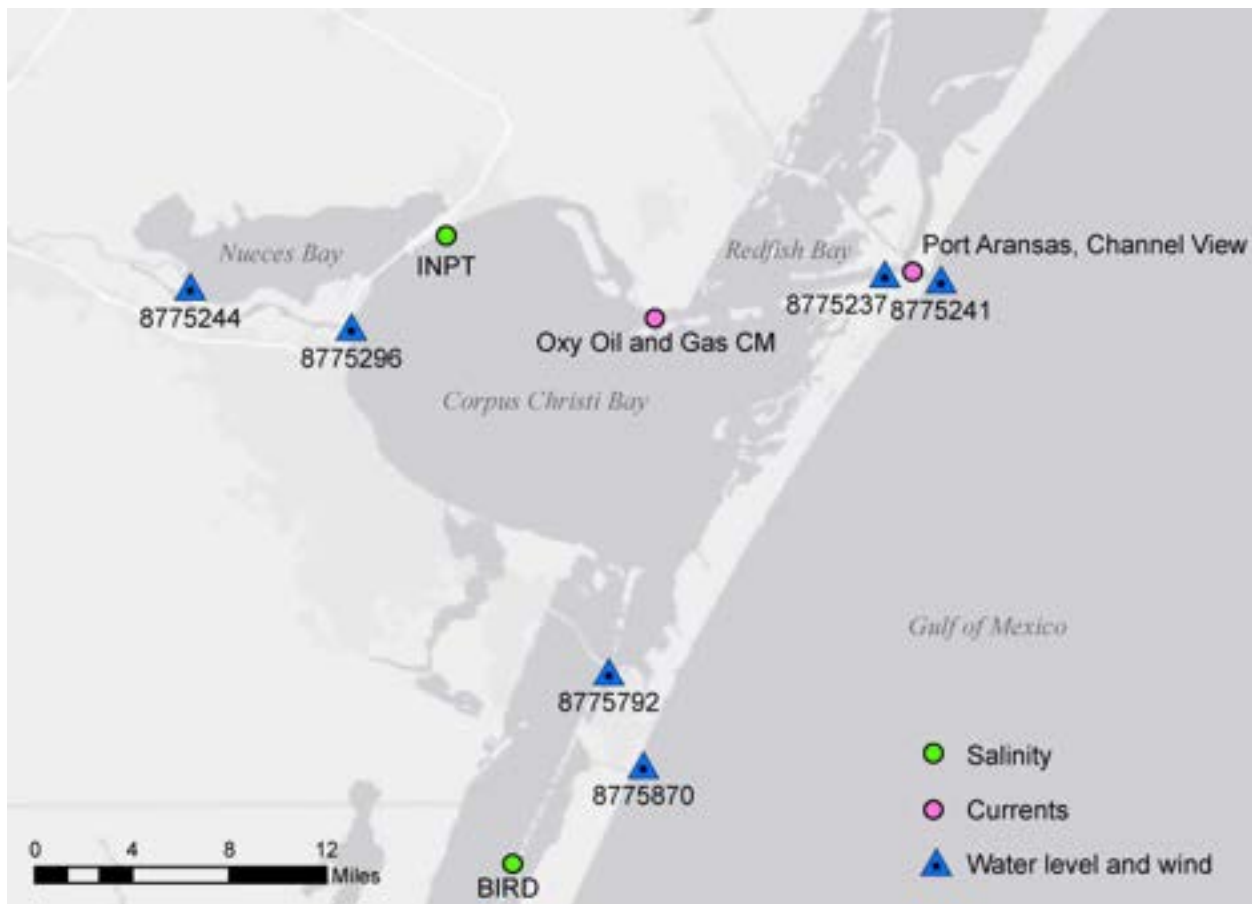 Nueces Bay
INPT
Redfish Bay
Port Aransas, Channel View
8775244
8775237
8775241
8775296
Oxy Oil and Gas CM
Corpus Christi Bay
Gulf of Mexico
8775792
8775870
BIRD
Salinity
Currents
Water level and wind
0 4 8 12
Miles